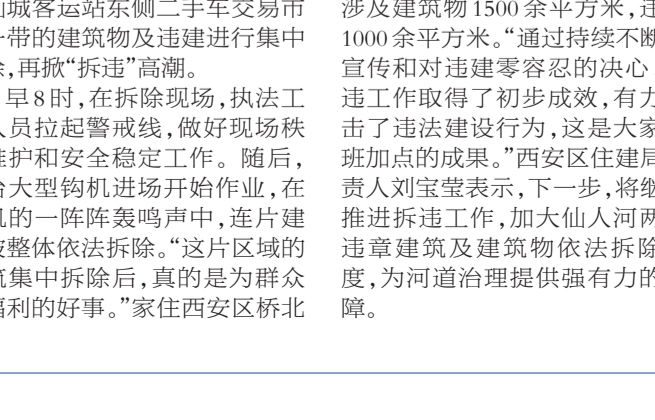 城客运站东侧二手车交易市
一带的建筑物及违建进行集中
,再掀“拆违”高潮。
早8时,在拆除现场,执法工
人员拉起警戒线,做好现场秩
维护和安全稳定工作。随后,
台大型钩机进场开始作业,在
机的一阵阵轰鸣声中,连片建
被整体依法拆除。“这片区域的
筑集中拆除后,真的是为群众
福利的好事。”家住西安区桥北
涉及建筑物1500余平方米,违
1000余平方米。“通过持续不断
宣传和对违建零容忍的决心
违工作取得了初步成效,有力
击了违法建设行为,这是大家
班加点的成果。”西安区住建局
责人刘宝莹表示,下一步,将继
推进拆违工作,加大仙人河两
违章建筑及建筑物依法拆除
度,为河道治理提供强有力的
障。